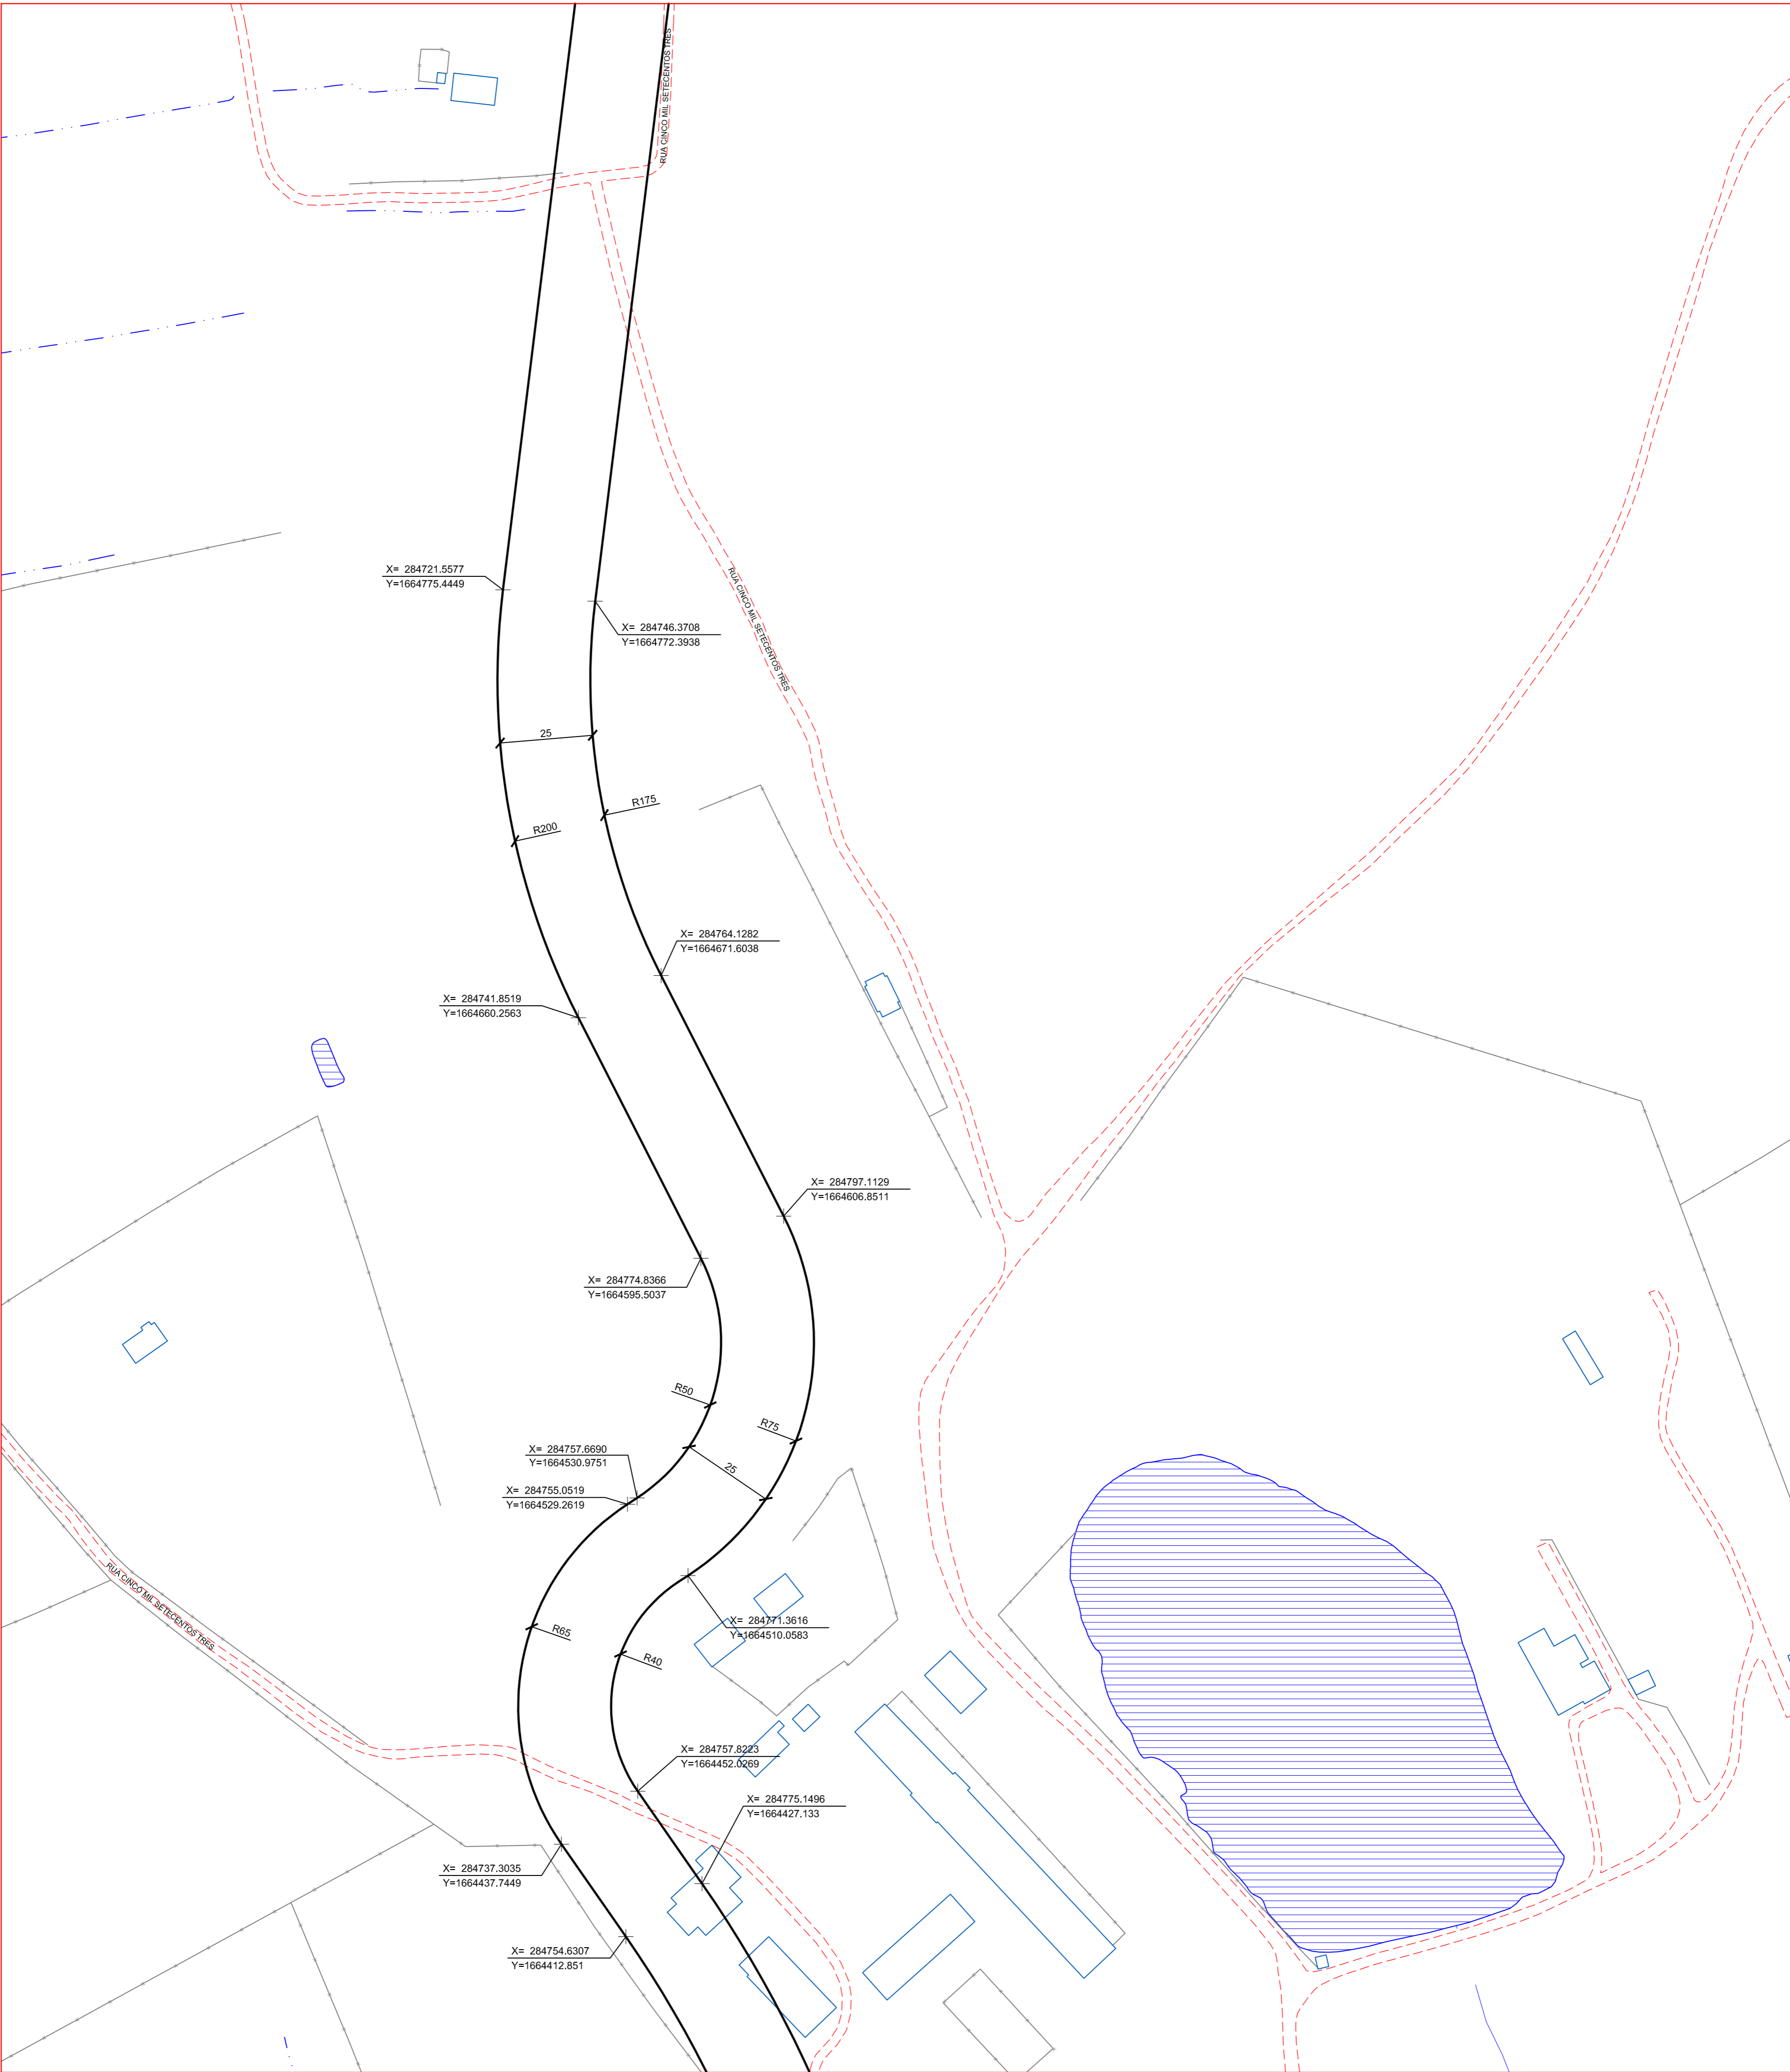 RUA CINCO MIL SETECENTOS TRES
X= 284721.5577
Y=1664775.4449
X= 284746.3708
Y=1664772.3938
RUA CINCO MIL SETECENTOS TRES
25
R175
R200
X= 284764.1282
Y=1664671.6038
X= 284741.8519
Y=1664660.2563
X= 284797.1129
Y=1664606.8511
X= 284774.8366
Y=1664595.5037
R50
R75
25
X= 284757.6690
Y=1664530.9751
X= 284755.0519
Y=1664529.2619
RUA CINCO MIL SETECENTOS TRES
X= 284771.3616
Y=1664510.0583
R65
R40
X= 284757.8223
Y=1664452.0269
X= 284775.1496
Y=1664427.133
X= 284737.3035
Y=1664437.7449
X= 284754.6307
Y=1664412.851